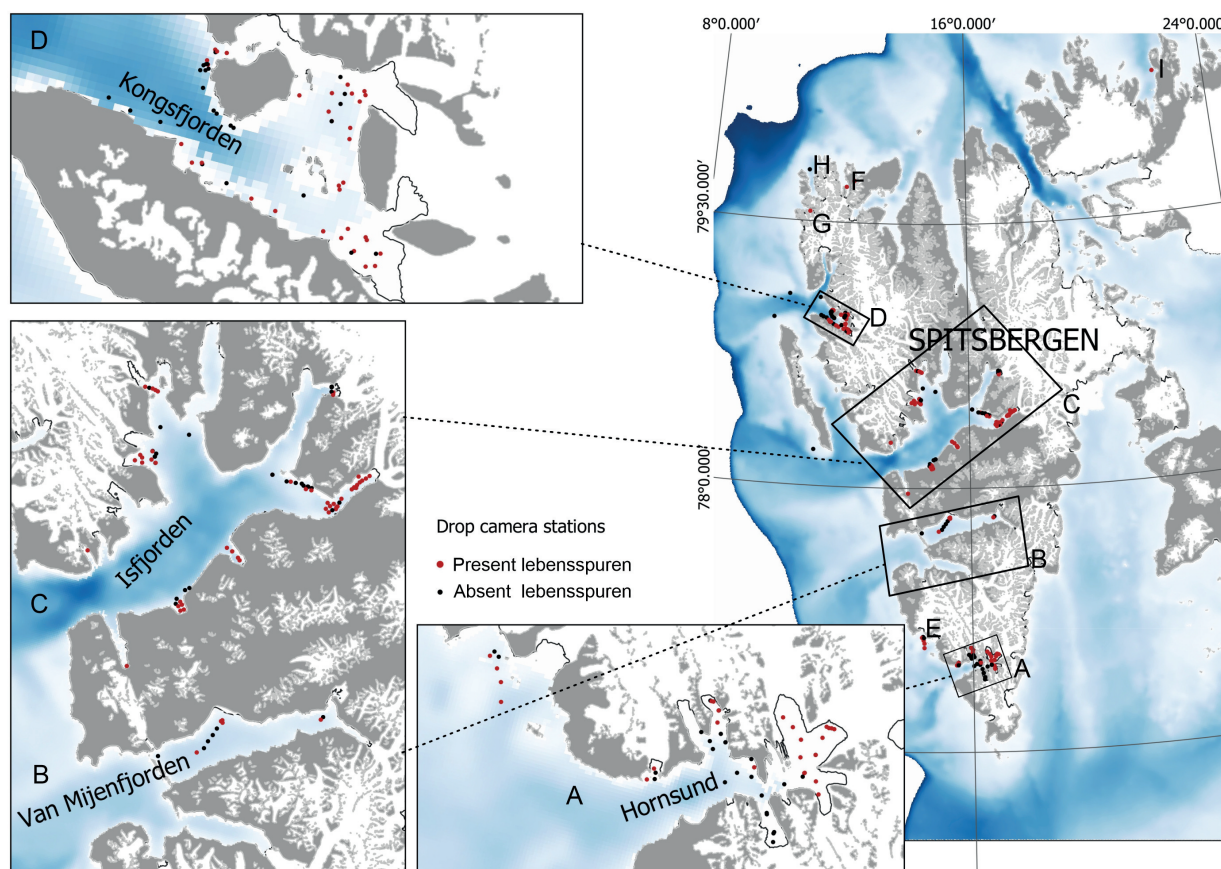 D
Kongsfjorden
8°0.000′
16°0.000′
24°0.000′
79°30.000′
78°0.000′
I
H
F
G
D
SPITSBERGEN
C
B
E
A
Isfjorden
C
B
Van Mijenfjorden
Drop camera stations
Present lebensspuren
Absent lebensspuren
A
Hornsund